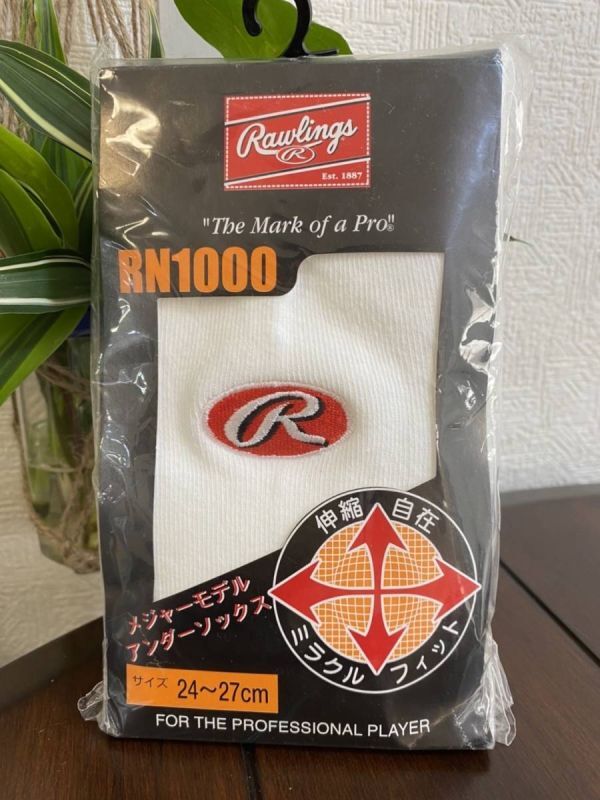 Rawlings
R
Est. 1887
"The Mark of a Pro"®
RN1000
R
伸縮 自在
ミラクル フィット
メジャーモデル
アンダーソックス
サイズ 24～27cm
FOR THE PROFESSIONAL PLAYER